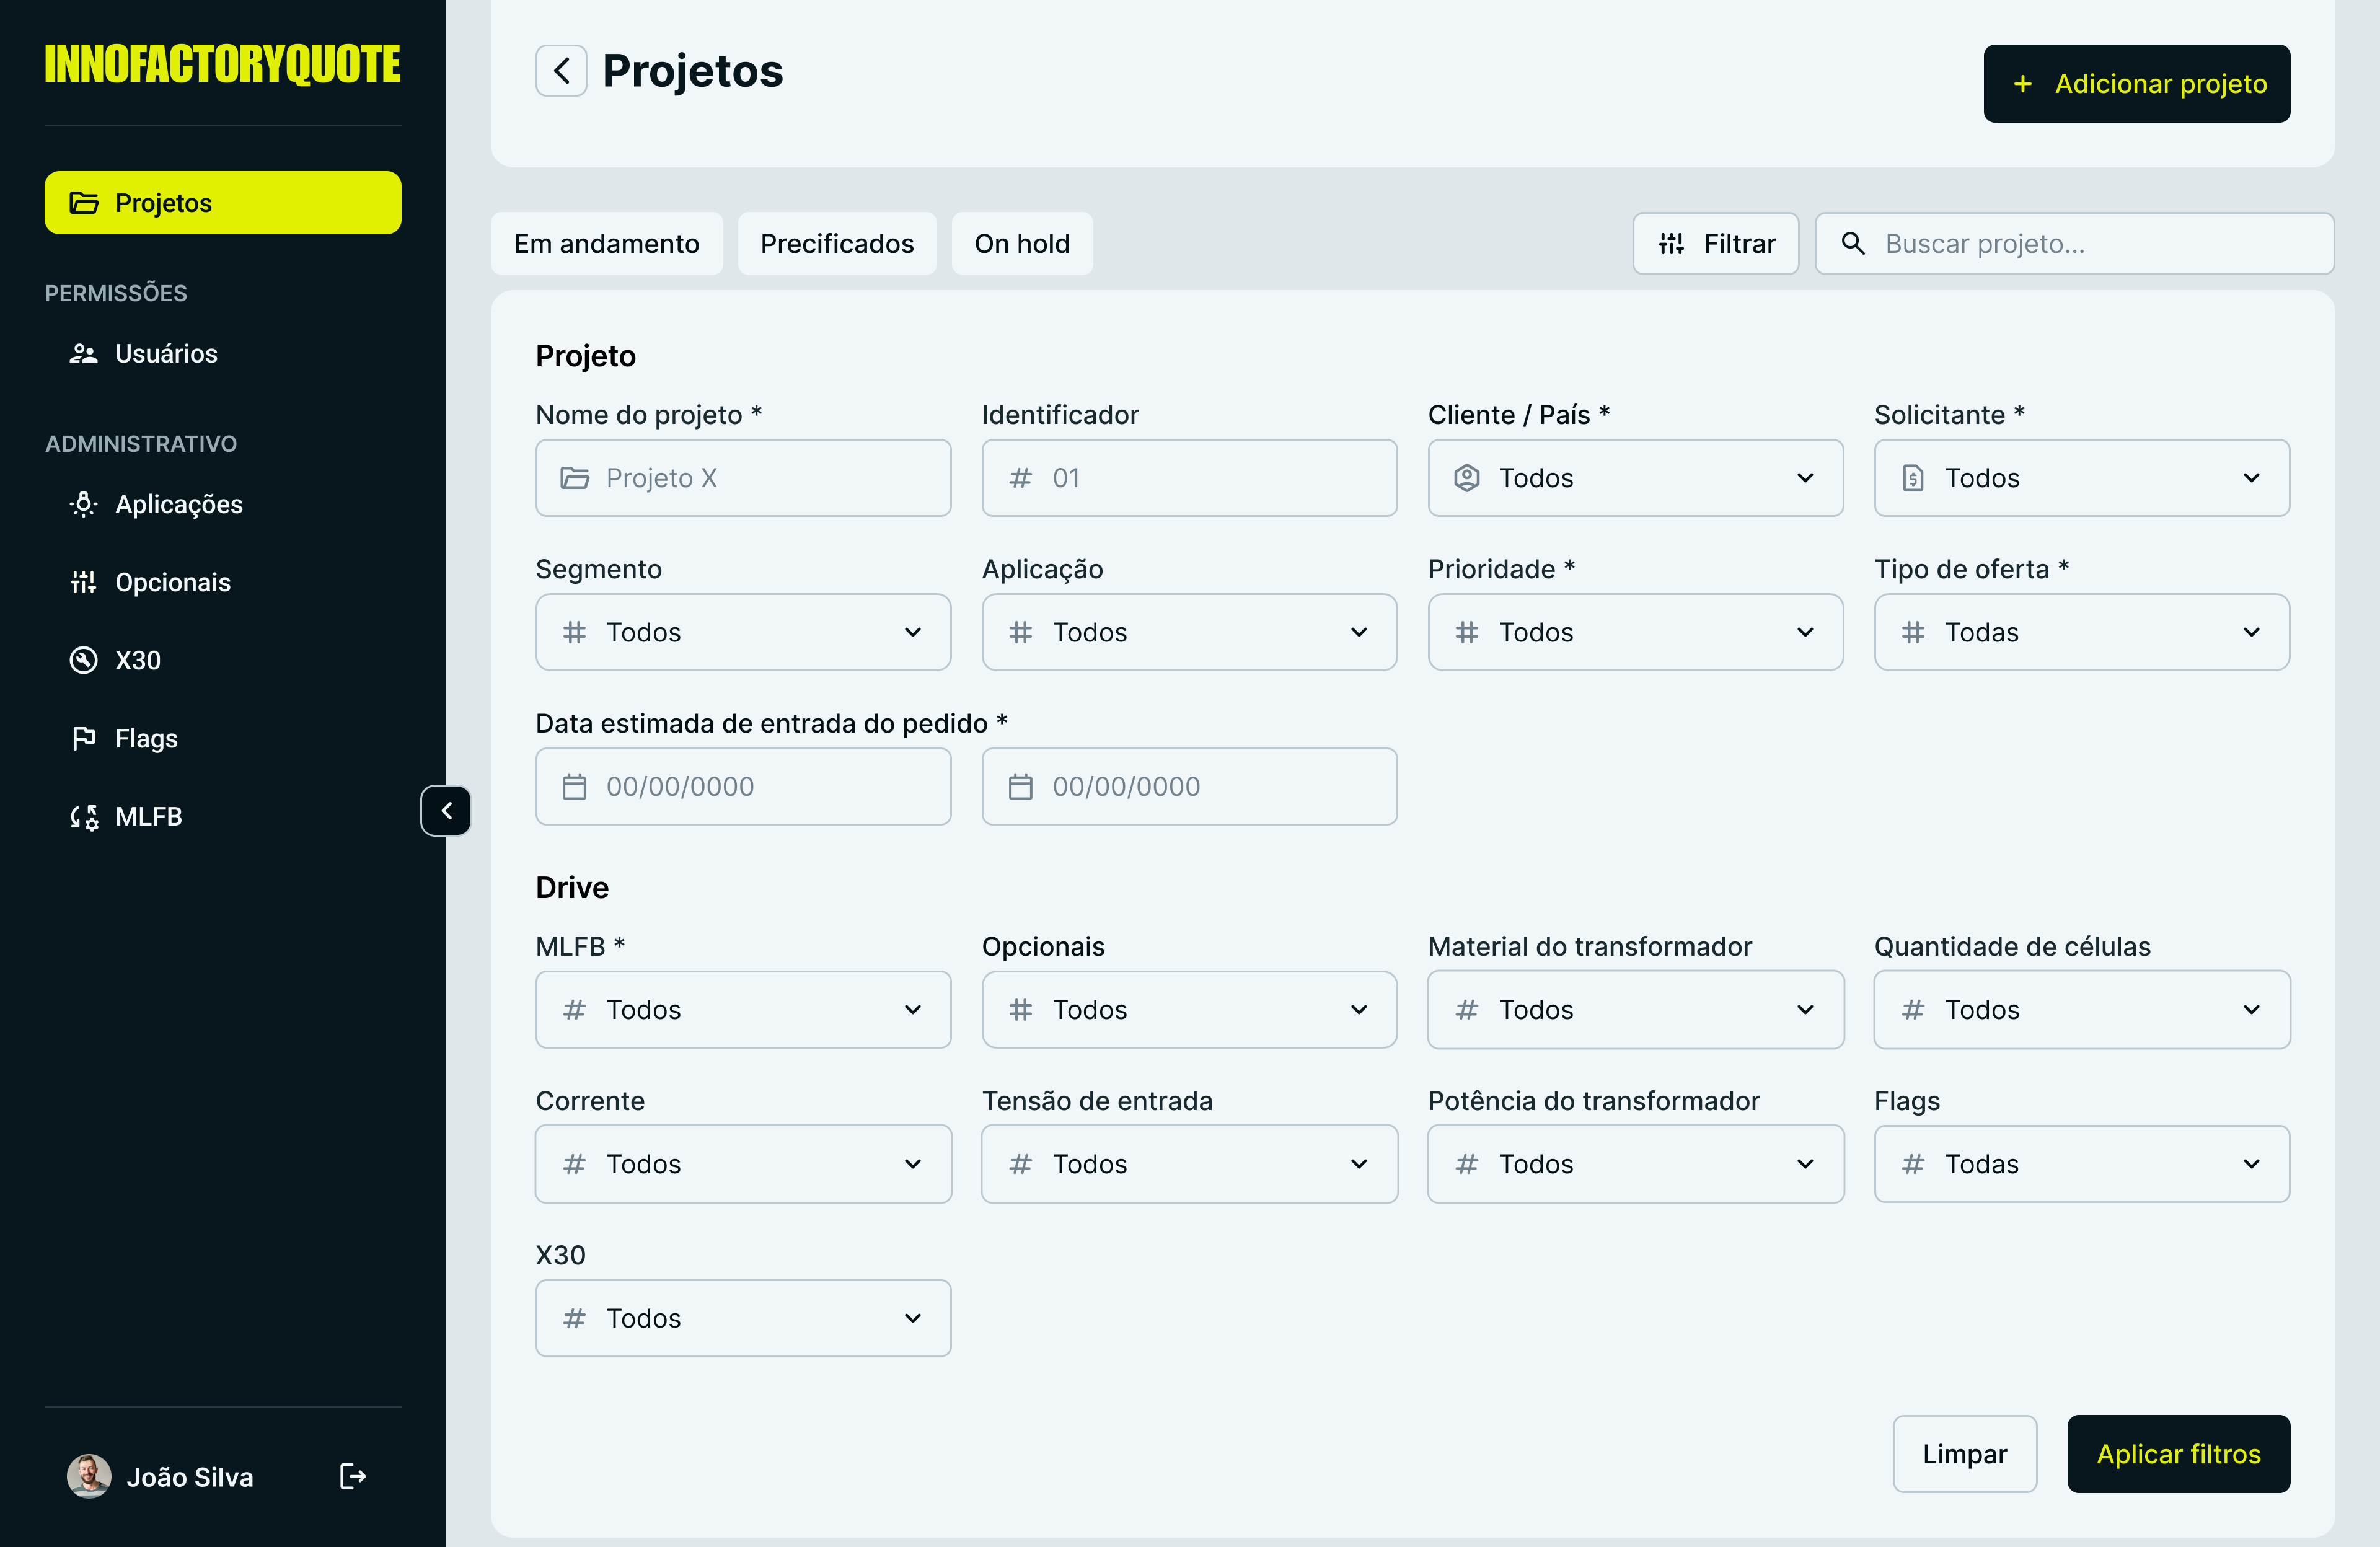 INNOFACTORYQUOTE
Projetos
PERMISSÕES
Usuários
ADMINISTRATIVO
Aplicações
Opcionais
X30
Flags
MLFB
João Silva
Projetos
+ Adicionar projeto
Em andamento
Precificados
On hold
Filtrar
Buscar projeto...
Projeto
Nome do projeto *
Projeto X
Identificador
# 01
Cliente / País *
Todos
Solicitante *
Todos
Segmento
# Todos
Aplicação
# Todos
Prioridade *
# Todos
Tipo de oferta *
# Todas
Data estimada de entrada do pedido *
00/00/0000
00/00/0000
Drive
MLFB *
# Todos
Opcionais
# Todos
Material do transformador
# Todos
Quantidade de células
# Todos
Corrente
# Todos
Tensão de entrada
# Todos
Potência do transformador
# Todos
Flags
# Todas
X30
# Todos
Limpar
Aplicar filtros